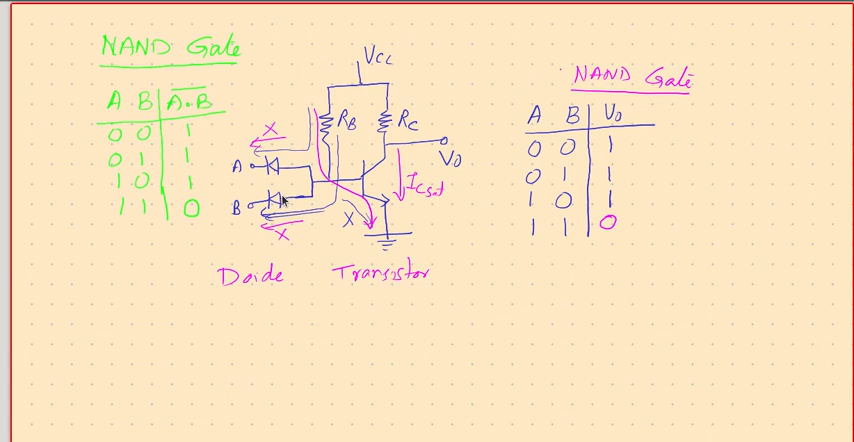 NAND Gate
A B A.B
0 0 1
0 1 1
1 0 1
1 1 0
Vcc
RB RC
X
A
B
Vo
ICsat
X
X
Doide Transistor
NAND Gate
A B Vo
0 0 1
0 1 1
1 0 1
1 1 0